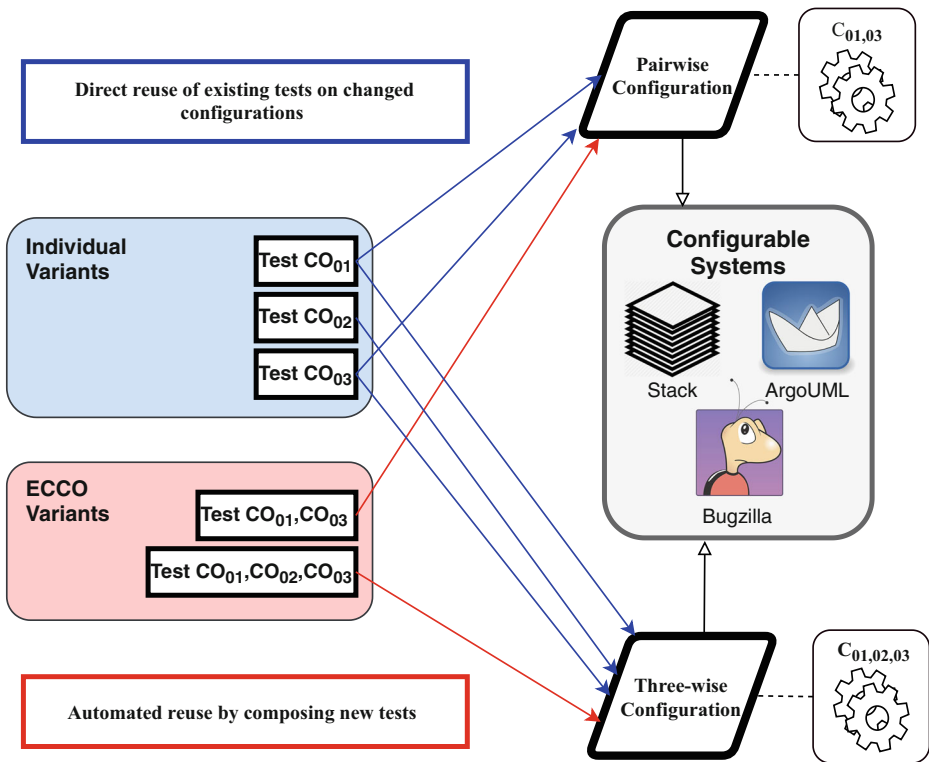 Direct reuse of existing tests on changed
configurations
Pairwise
Configuration
C01,03
Individual
Variants
Test CO01
Test CO02
Test CO03
Configurable
Systems
Stack
ArgoUML
Bugzilla
ECCO
Variants
Test CO01,CO03
Test CO01,CO02,CO03
Automated reuse by composing new tests
Three-wise
Configuration
C01,02,03